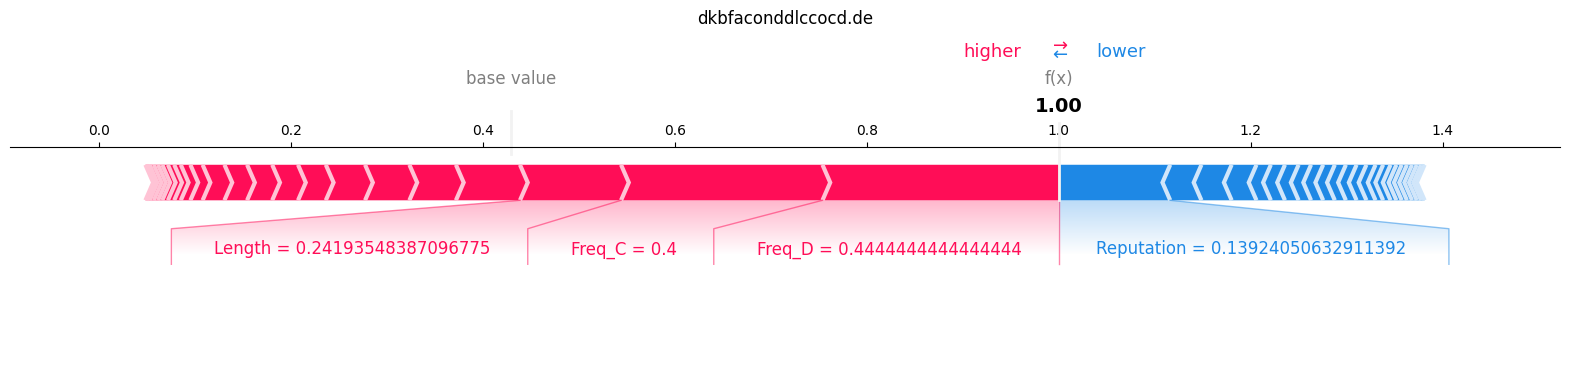 dkbfaconddlccocd.de
higher → lower
←
base value f(x)
1.00
0.0 0.2 0.4 0.6 0.8 1.0 1.2 1.4
Length = 0.24193548387096775 Freq_C = 0.4 Freq_D = 0.4444444444444444 Reputation = 0.13924050632911392